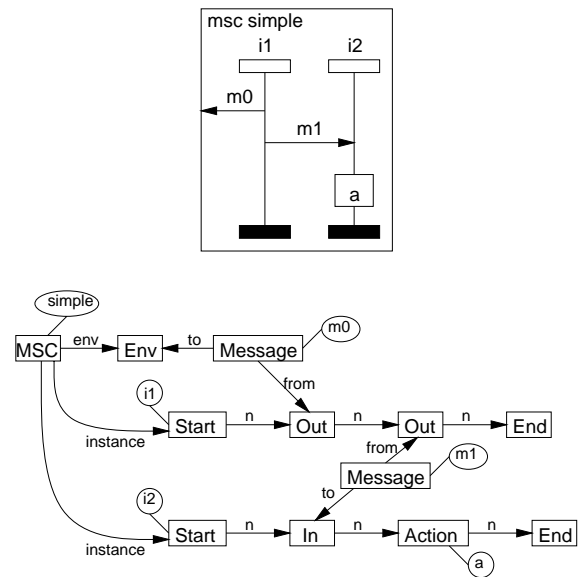 msc simple
i1 i2
m0
m1
a
simple
MSC env Env to Message m0
from
i1
instance Start n Out n Out n End
from
Message m1
to
i2
instance Start n In n Action n End
a